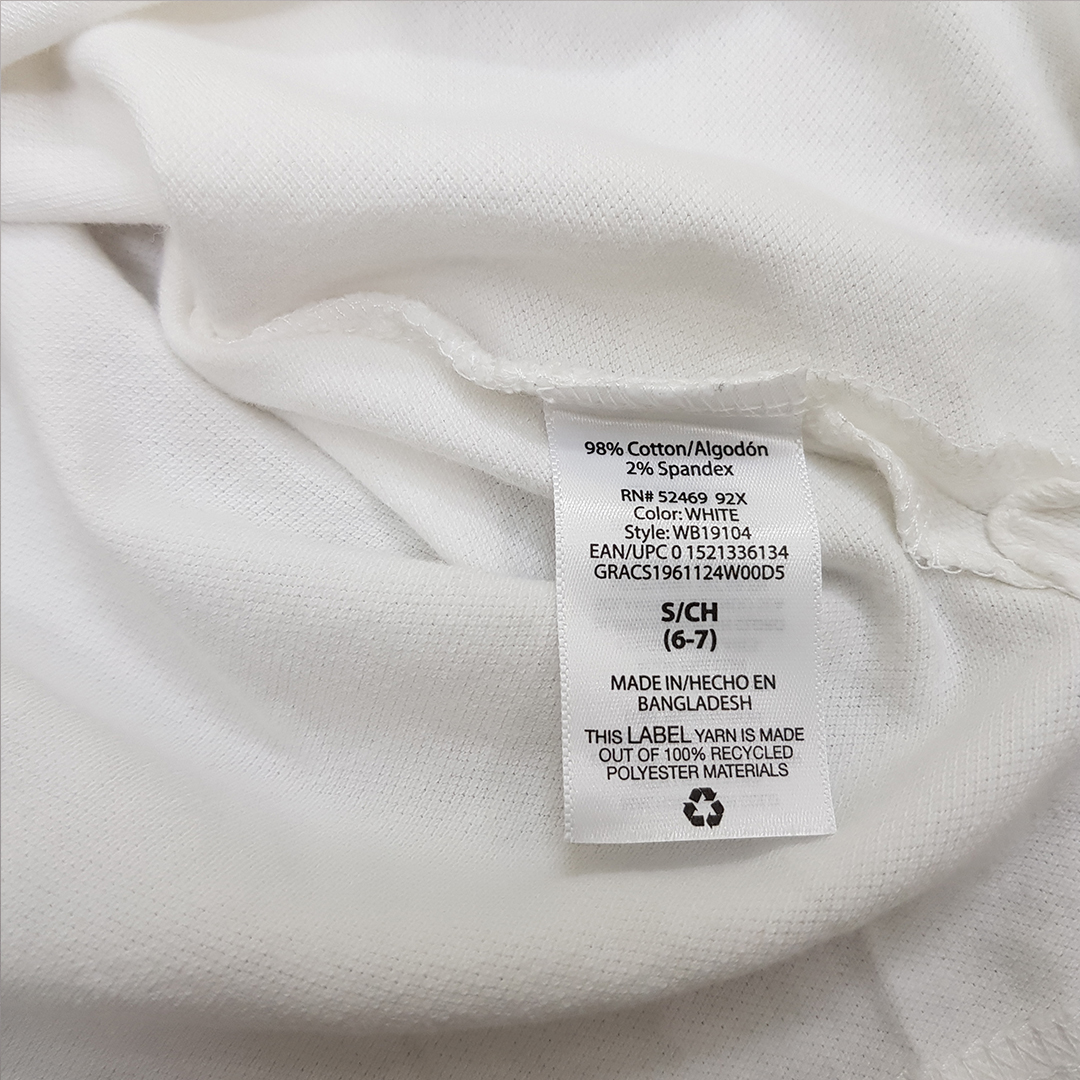 98% Cotton/Algodón
2% Spandex
RN# 52469 92X
Color: WHITE
Style: WB19104
EAN/UPC 0 1521336134
GRACS1961124W00D5
S/CH
(6-7)
MADE IN/HECHO EN
BANGLADESH
THIS LABEL YARN IS MADE
OUT OF 100% RECYCLED
POLYESTER MATERIALS